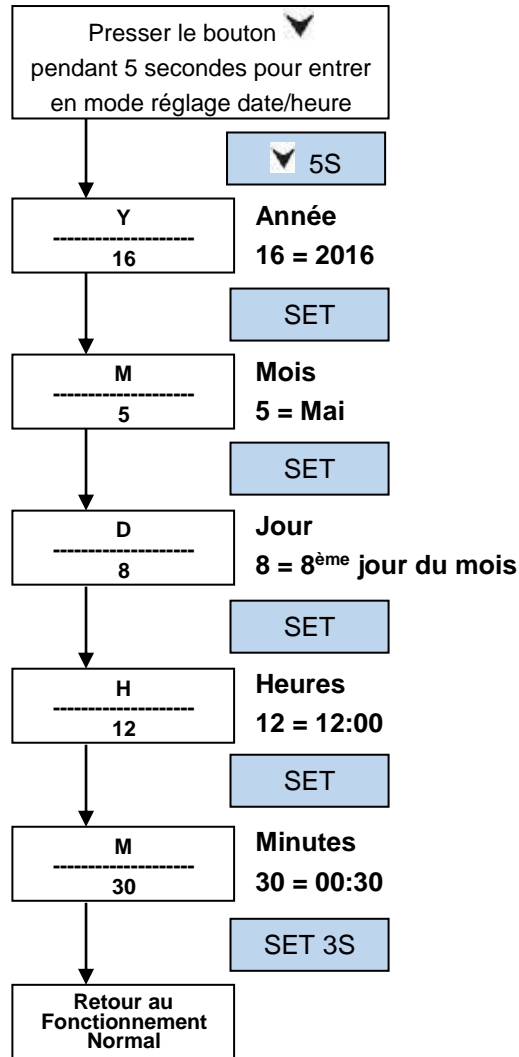 Presser le bouton
pendant 5 secondes pour entrer
en mode réglage date/heure
5S
Y
--------------------
16
Année
16 = 2016
SET
M
--------------------
5
Mois
5 = Mai
SET
D
--------------------
8
Jour
8 = 8ème jour du mois
SET
H
--------------------
12
Heures
12 = 12:00
SET
M
--------------------
30
Minutes
30 = 00:30
SET 3S
Retour au
Fonctionnement
Normal